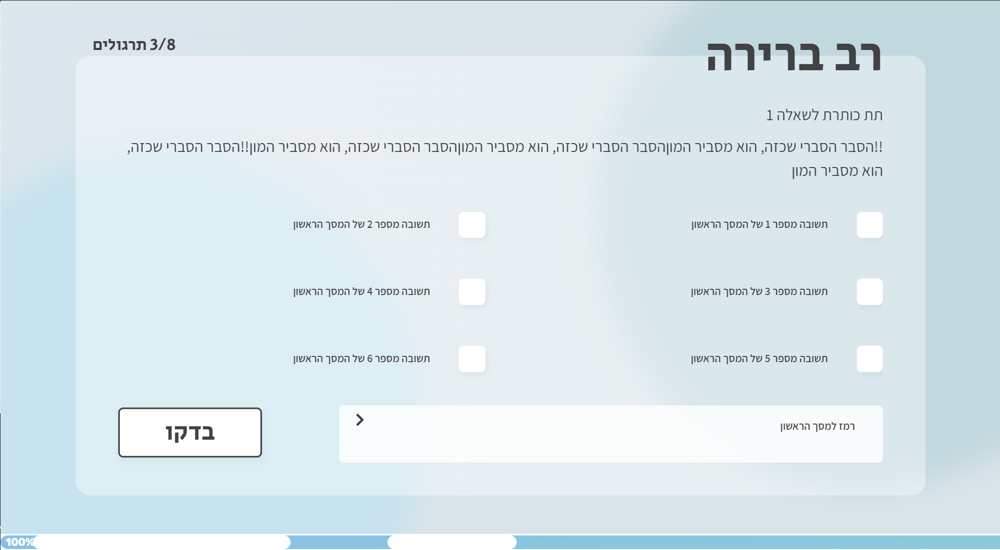 רב ברירה
3/8 תרגולים
תת כותרת לשאלה 1
!!הסבר הסברי שכזה, הוא מסביר המוןהסבר הסברי שכזה, הוא מסביר המוןהסבר הסברי שכזה, הוא מסביר המון!!הסבר הסברי שכזה,
הוא מסביר המון
תשובה מספר 1 של המסך הראשון
תשובה מספר 2 של המסך הראשון
תשובה מספר 3 של המסך הראשון
תשובה מספר 4 של המסך הראשון
תשובה מספר 5 של המסך הראשון
תשובה מספר 6 של המסך הראשון
רמז למסך הראשון
בדקו
100%